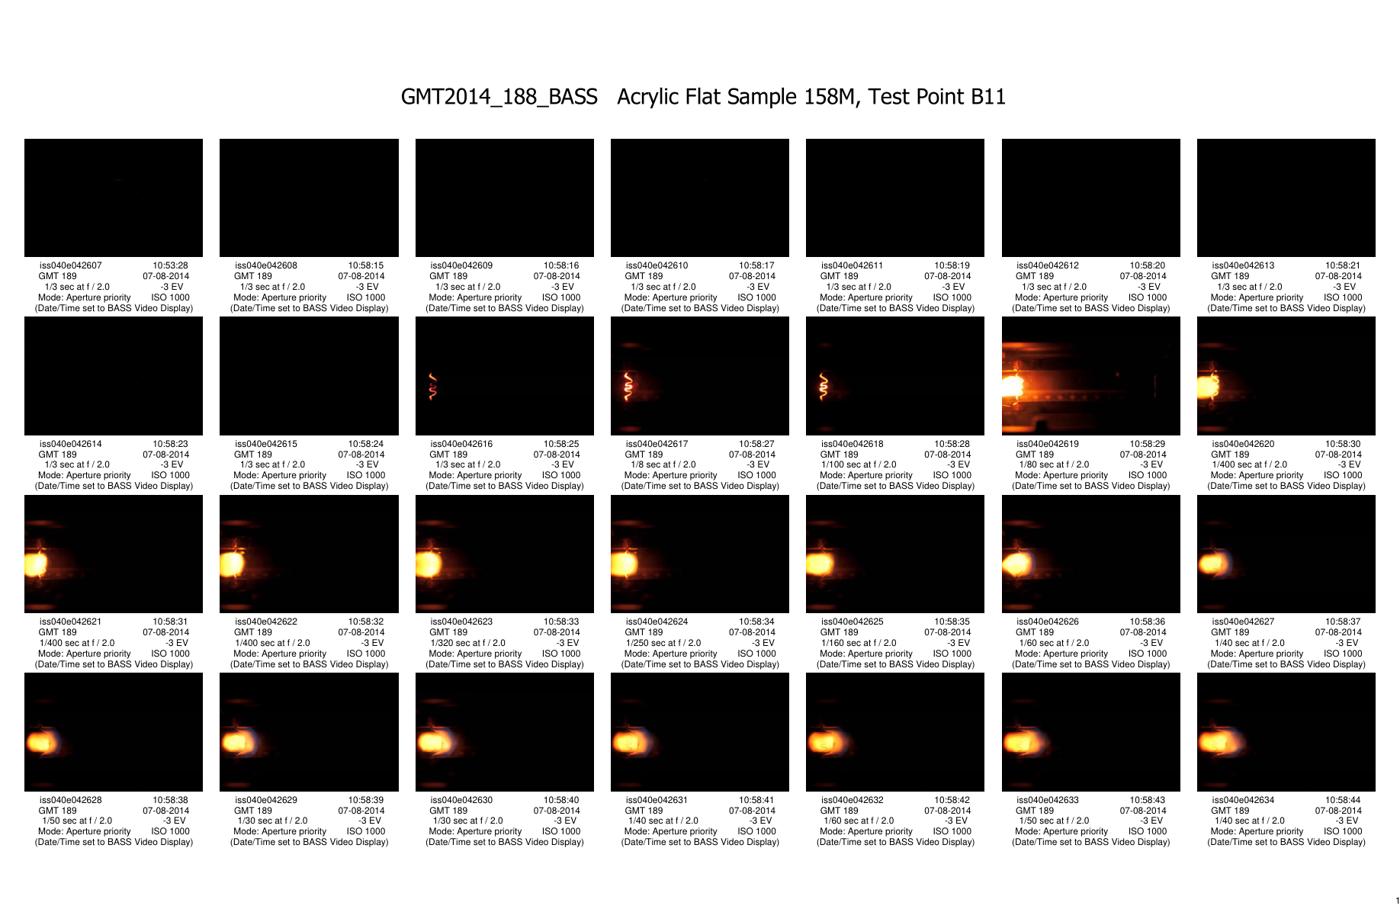 GMT2014_188_BASS Acrylic Flat Sample 158M, Test Point B11
iss040e042607 10:53:28
GMT 189 07-08-2014
1/3 sec at f / 2.0 -3 EV
Mode: Aperture priority ISO 1000
(Date/Time set to BASS Video Display)
iss040e042608 10:58:15
GMT 189 07-08-2014
1/3 sec at f / 2.0 -3 EV
Mode: Aperture priority ISO 1000
(Date/Time set to BASS Video Display)
iss040e042609 10:58:16
GMT 189 07-08-2014
1/3 sec at f / 2.0 -3 EV
Mode: Aperture priority ISO 1000
(Date/Time set to BASS Video Display)
iss040e042610 10:58:17
GMT 189 07-08-2014
1/3 sec at f / 2.0 -3 EV
Mode: Aperture priority ISO 1000
(Date/Time set to BASS Video Display)
iss040e042611 10:58:19
GMT 189 07-08-2014
1/3 sec at f / 2.0 -3 EV
Mode: Aperture priority ISO 1000
(Date/Time set to BASS Video Display)
iss040e042612 10:58:20
GMT 189 07-08-2014
1/3 sec at f / 2.0 -3 EV
Mode: Aperture priority ISO 1000
(Date/Time set to BASS Video Display)
iss040e042613 10:58:21
GMT 189 07-08-2014
1/3 sec at f / 2.0 -3 EV
Mode: Aperture priority ISO 1000
(Date/Time set to BASS Video Display)
iss040e042614 10:58:23
GMT 189 07-08-2014
1/3 sec at f / 2.0 -3 EV
Mode: Aperture priority ISO 1000
(Date/Time set to BASS Video Display)
iss040e042615 10:58:24
GMT 189 07-08-2014
1/3 sec at f / 2.0 -3 EV
Mode: Aperture priority ISO 1000
(Date/Time set to BASS Video Display)
iss040e042616 10:58:25
GMT 189 07-08-2014
1/3 sec at f / 2.0 -3 EV
Mode: Aperture priority ISO 1000
(Date/Time set to BASS Video Display)
iss040e042617 10:58:27
GMT 189 07-08-2014
1/8 sec at f / 2.0 -3 EV
Mode: Aperture priority ISO 1000
(Date/Time set to BASS Video Display)
iss040e042618 10:58:28
GMT 189 07-08-2014
1/100 sec at f / 2.0 -3 EV
Mode: Aperture priority ISO 1000
(Date/Time set to BASS Video Display)
iss040e042619 10:58:29
GMT 189 07-08-2014
1/80 sec at f / 2.0 -3 EV
Mode: Aperture priority ISO 1000
(Date/Time set to BASS Video Display)
iss040e042620 10:58:30
GMT 189 07-08-2014
1/400 sec at f / 2.0 -3 EV
Mode: Aperture priority ISO 1000
(Date/Time set to BASS Video Display)
iss040e042621 10:58:31
GMT 189 07-08-2014
1/400 sec at f / 2.0 -3 EV
Mode: Aperture priority ISO 1000
(Date/Time set to BASS Video Display)
iss040e042622 10:58:32
GMT 189 07-08-2014
1/400 sec at f / 2.0 -3 EV
Mode: Aperture priority ISO 1000
(Date/Time set to BASS Video Display)
iss040e042623 10:58:33
GMT 189 07-08-2014
1/320 sec at f / 2.0 -3 EV
Mode: Aperture priority ISO 1000
(Date/Time set to BASS Video Display)
iss040e042624 10:58:34
GMT 189 07-08-2014
1/250 sec at f / 2.0 -3 EV
Mode: Aperture priority ISO 1000
(Date/Time set to BASS Video Display)
iss040e042625 10:58:35
GMT 189 07-08-2014
1/160 sec at f / 2.0 -3 EV
Mode: Aperture priority ISO 1000
(Date/Time set to BASS Video Display)
iss040e042626 10:58:36
GMT 189 07-08-2014
1/60 sec at f / 2.0 -3 EV
Mode: Aperture priority ISO 1000
(Date/Time set to BASS Video Display)
iss040e042627 10:58:37
GMT 189 07-08-2014
1/40 sec at f / 2.0 -3 EV
Mode: Aperture priority ISO 1000
(Date/Time set to BASS Video Display)
iss040e042628 10:58:38
GMT 189 07-08-2014
1/50 sec at f / 2.0 -3 EV
Mode: Aperture priority ISO 1000
(Date/Time set to BASS Video Display)
iss040e042629 10:58:39
GMT 189 07-08-2014
1/30 sec at f / 2.0 -3 EV
Mode: Aperture priority ISO 1000
(Date/Time set to BASS Video Display)
iss040e042630 10:58:40
GMT 189 07-08-2014
1/30 sec at f / 2.0 -3 EV
Mode: Aperture priority ISO 1000
(Date/Time set to BASS Video Display)
iss040e042631 10:58:41
GMT 189 07-08-2014
1/40 sec at f / 2.0 -3 EV
Mode: Aperture priority ISO 1000
(Date/Time set to BASS Video Display)
iss040e042632 10:58:42
GMT 189 07-08-2014
1/60 sec at f / 2.0 -3 EV
Mode: Aperture priority ISO 1000
(Date/Time set to BASS Video Display)
iss040e042633 10:58:43
GMT 189 07-08-2014
1/50 sec at f / 2.0 -3 EV
Mode: Aperture priority ISO 1000
(Date/Time set to BASS Video Display)
iss040e042634 10:58:44
GMT 189 07-08-2014
1/40 sec at f / 2.0 -3 EV
Mode: Aperture priority ISO 1000
(Date/Time set to BASS Video Display)